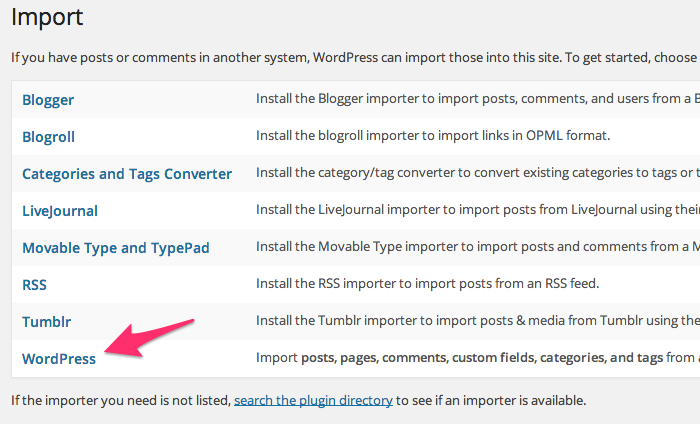 Import
If you have posts or comments in another system, WordPress can import those into this site. To get started, choose
Blogger Install the Blogger importer to import posts, comments, and users from a
Blogroll Install the blogroll importer to import links in OPML format.
Categories and Tags Converter Install the category/tag converter to convert existing categories to tags or
LiveJournal Install the LiveJournal importer to import posts from LiveJournal using their
Movable Type and TypePad Install the Movable Type importer to import posts and comments from a
RSS Install the RSS importer to import posts from an RSS feed.
Tumblr Install the Tumblr importer to import posts & media from Tumblr using
WordPress Import posts, pages, comments, custom fields, categories, and tags from
If the importer you need is not listed, search the plugin directory to see if an importer is available.